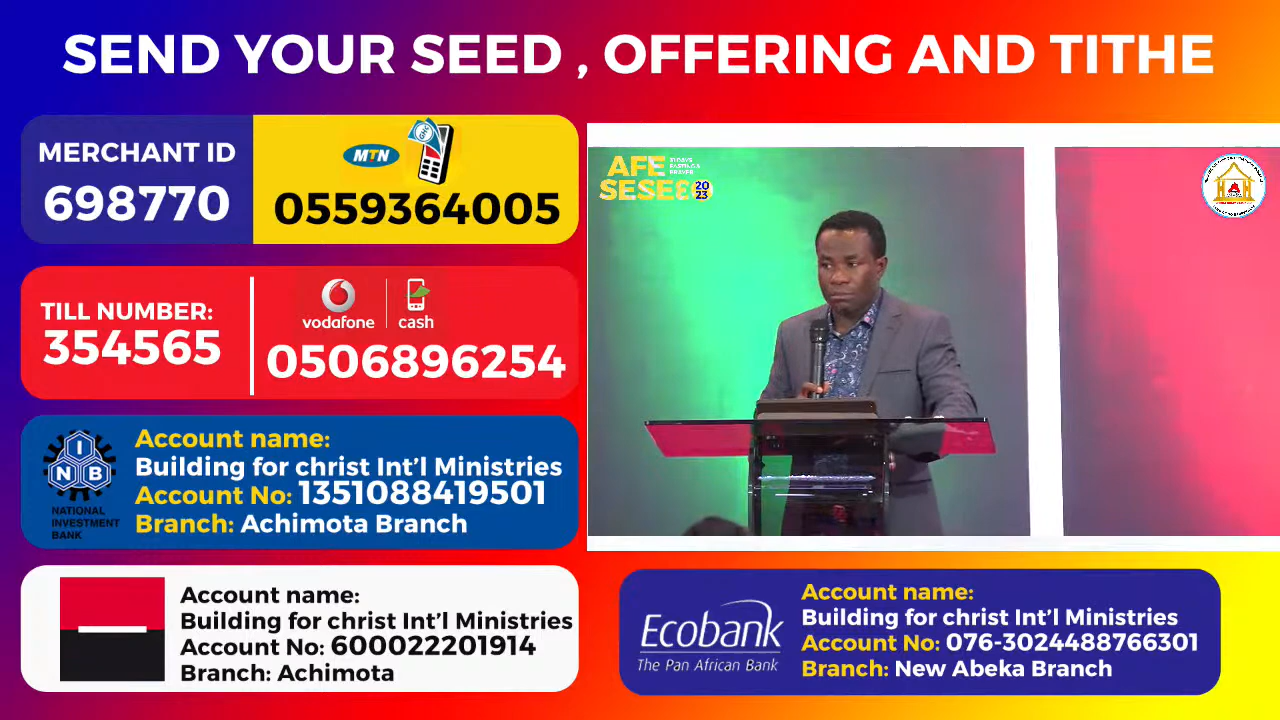 SEND YOUR SEED , OFFERING AND TITHE
MERCHANT ID
698770
MTN
0559364005
TILL NUMBER:
354565
vodafone
cash
0506896254
I
N B
NATIONAL
INVESTMENT
BANK
Account name:
Building for christ Int'l Ministries
Account No: 1351088419501
Branch: Achimota Branch
Account name:
Building for christ Int'l Ministries
Account No: 600022201914
Branch: Achimota
AFE
SESEƐ
2023
Ecobank
The Pan African Bank
Account name:
Building for christ Int'l Ministries
Account No: 076-3024488766301
Branch: New Abeka Branch